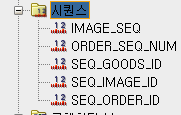 시퀀스
IMAGE_SEQ
ORDER_SEQ_NUM
SEQ_GOODS_ID
SEQ_IMAGE_ID
SEQ_ORDER_ID